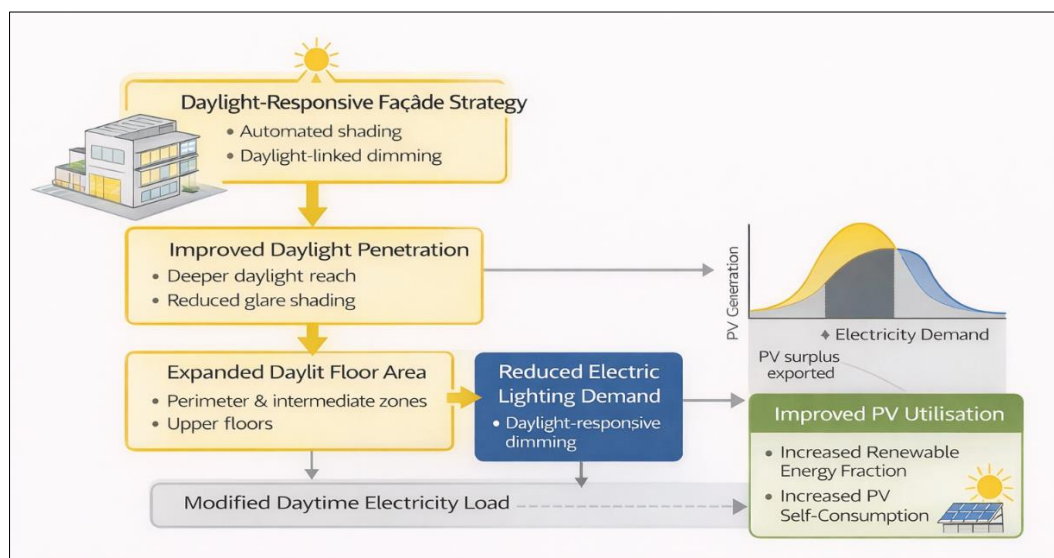 Daylight-Responsive Façàde Strategy
• Automated shading
• Daylight-linked dimming
Improved Daylight Penetration
• Deeper daylight reach
• Reduced glare shading
PV Generation
Electricity Demand
PV surplus
exported
Expanded Daylit Floor Area
• Perimeter & intermediate zones
• Upper floors
Reduced Electric
Lighting Demand
• Daylight-responsive
dimming
Improved PV Utilisation
• Increased Renewable
Energy Fraction
• Increased PV
Self-Consumption
Modified Daytime Electricity Load